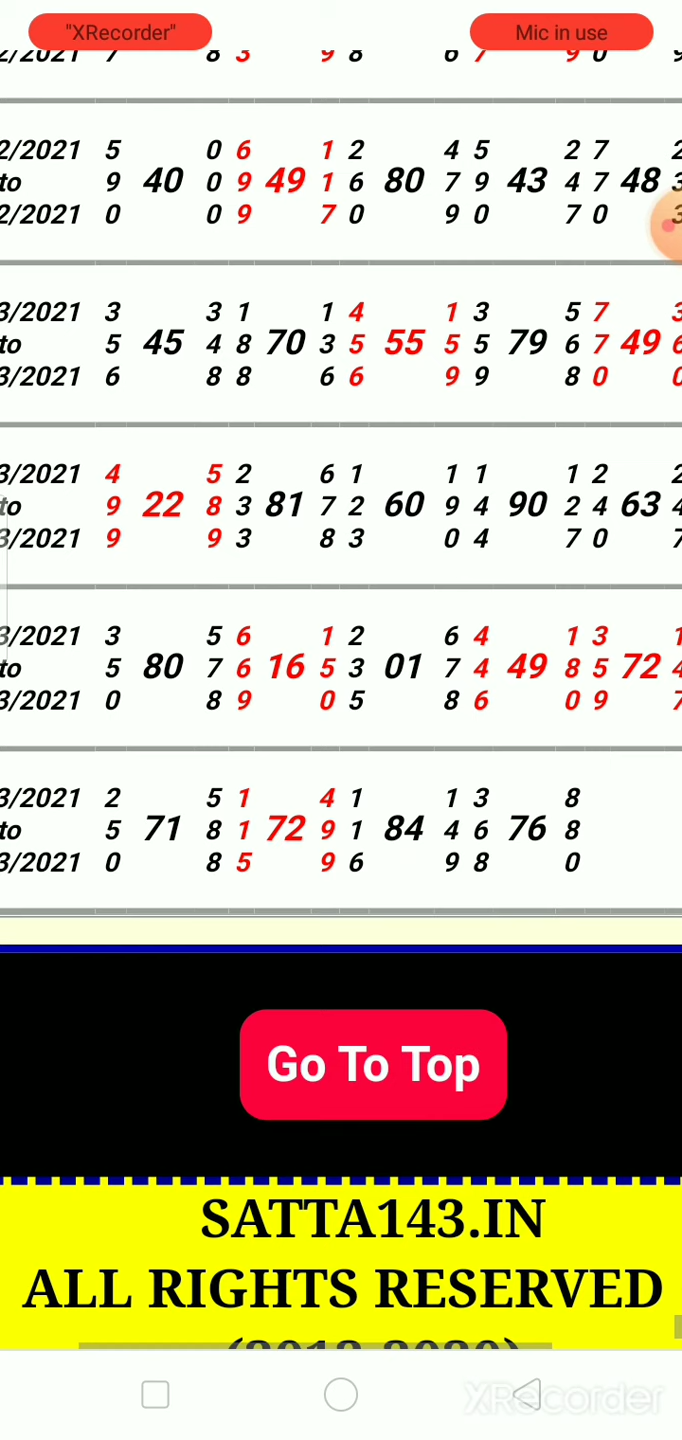 "XRecorder" Mic in use
2/2021 5 0 6 1 2 4 5 2 7
to 9 40 0 9 49 1 6 80 7 9 43 4 7 48
2/2021 0 0 9 7 0 9 0 7 0
3/2021 3 3 1 1 4 1 3 5 7
to 5 45 4 8 70 3 5 55 5 5 79 6 7 49
3/2021 6 8 8 6 6 9 9 8 0
3/2021 4 5 2 6 1 1 1 1 2
to 9 22 8 3 81 7 2 60 9 4 90 2 4 63
3/2021 9 9 3 8 3 0 4 7 0
3/2021 3 5 6 1 2 6 4 1 3
to 5 80 7 6 16 5 3 01 7 4 49 8 5 72
3/2021 0 8 9 0 5 8 6 0 9
3/2021 2 5 1 4 1 1 3 8
to 5 71 8 1 72 9 1 84 4 6 76 8
3/2021 0 8 5 9 6 9 8 0
Go To Top
SATTA143.IN
ALL RIGHTS RESERVED
XRecorder